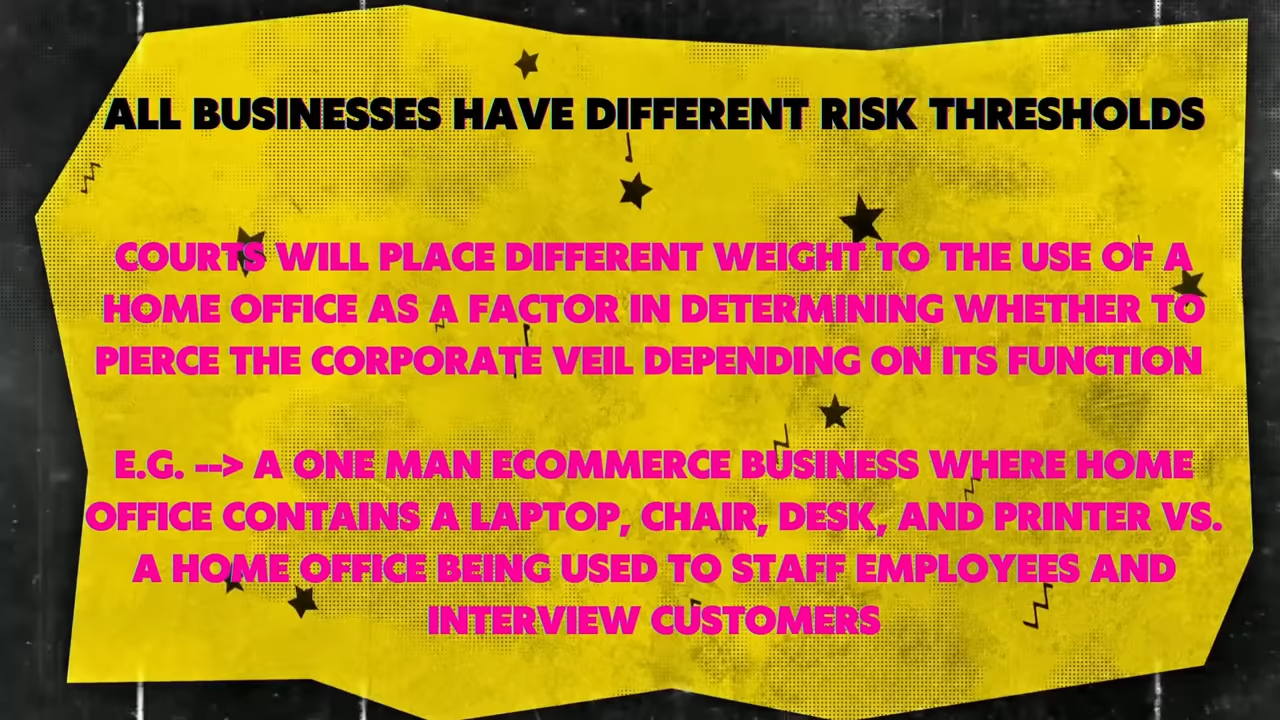 ALL BUSINESSES HAVE DIFFERENT RISK THRESHOLDS
COURTS WILL PLACE DIFFERENT WEIGHT TO THE USE OF A
HOME OFFICE AS A FACTOR IN DETERMINING WHETHER TO
PIERCE THE CORPORATE VEIL DEPENDING ON ITS FUNCTION
E.G. --> A ONE MAN ECOMMERCE BUSINESS WHERE HOME
OFFICE CONTAINS A LAPTOP, CHAIR, DESK, AND PRINTER VS.
A HOME OFFICE BEING USED TO STAFF EMPLOYEES AND
INTERVIEW CUSTOMERS